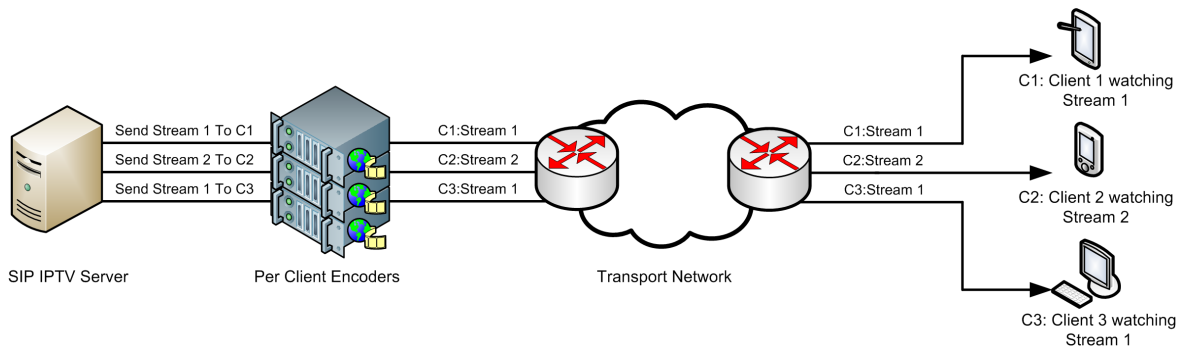 Send Stream 1 To C1
Send Stream 2 To C2
Send Stream 1 To C3
C1:Stream 1
C2:Stream 2
C3:Stream 1
C1:Stream 1
C2:Stream 2
C3:Stream 1
C1: Client 1 watching
Stream 1
C2: Client 2 watching
Stream 2
C3: Client 3 watching
Stream 1
SIP IPTV Server
Per Client Encoders
Transport Network